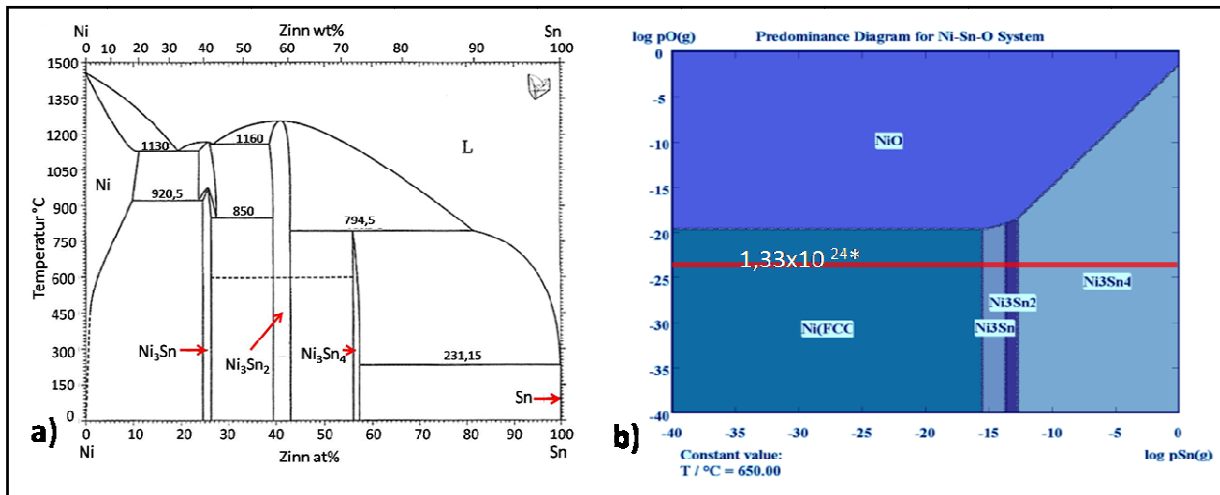 Ni
Zinn wt%
Sn
0 10 20 30 40 50 60 70 80 90 100
1500
1350
1200
1050
900
750
600
450
300
150
0
Temperatur °C
1130
1160
L
Ni
920,5
850
794,5
Ni₃Sn
Ni₃Sn₂
Ni₃Sn₄
231,15
Sn
a)
0 10 20 30 40 50 60 70 80 90 100
Ni
Zinn at%
Sn
log pO(g)
Predominance Diagram for Ni-Sn-O System
0
-5
-10
-15
-20
-25
-30
-35
-40
NiO
1,33x10 24*
Ni3Sn4
Ni3Sn2
Ni(FCC
Ni3Sn
b)
-40 -35 -30 -25 -20 -15 -10 -5 0
Constant value:
log pSn(g)
T / °C = 650.00